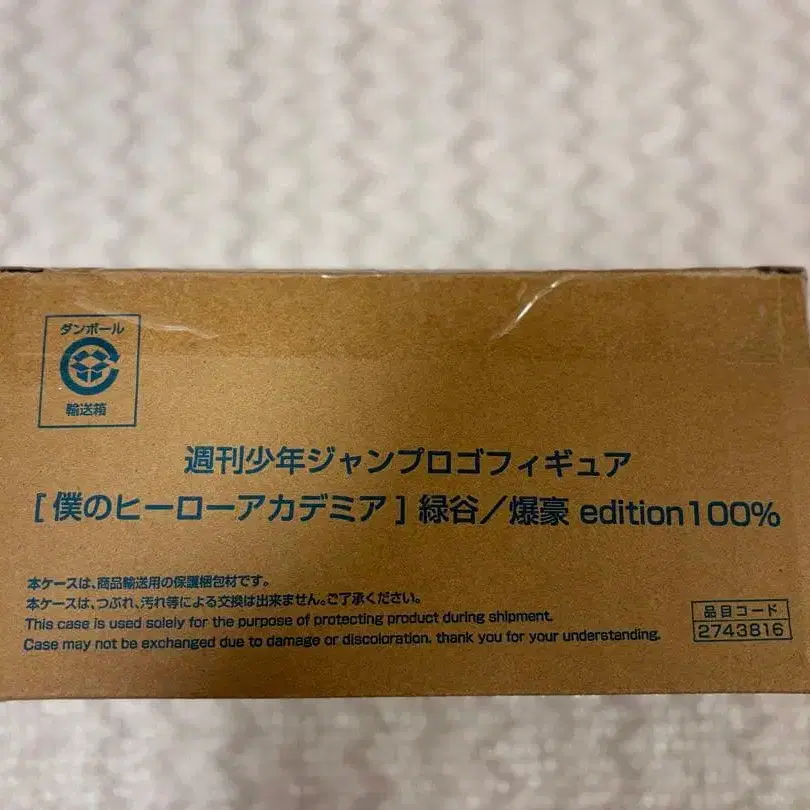 ダンボール
輸送箱
週刊少年ジャンプロゴフィギュア
[ 僕のヒーローアカデミア ] 緑谷／爆豪 edition100%
本ケースは、商品輸送用の保護梱包材です。
本ケースは、つぶれ、汚れ等による交換は出来ません。ご了承ください。
This case is used solely for the purpose of protecting product during shipment.
Case may not be exchanged due to damage or discoloration. thank you for your understanding.
品目コード
2743816